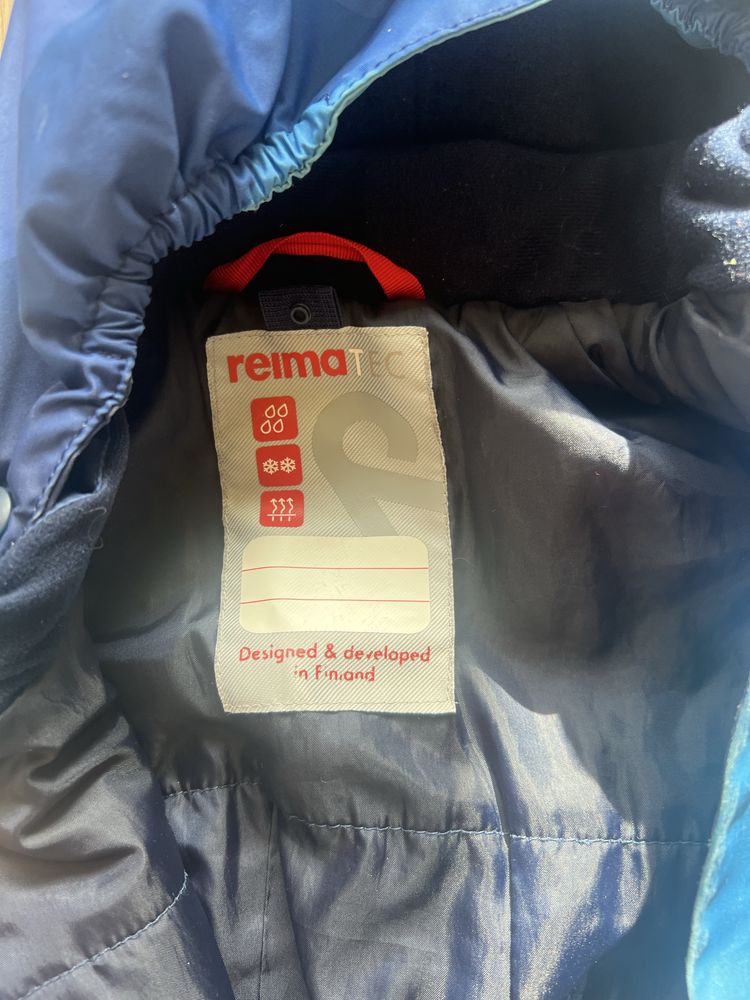 reimaTEC
Designed & developed
in Finland